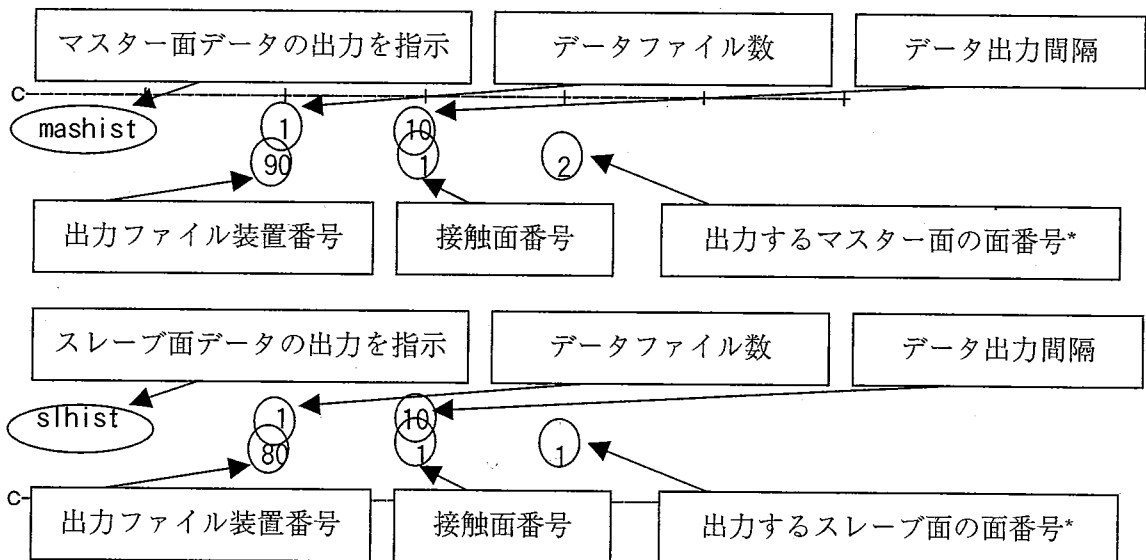 マスター面データの出力を指示 データファイル数 データ出力間隔
c
mashist 1 10
90 1 2
出力ファイル装置番号 接触面番号 出力するマスター面の面番号*
スレーブ面データの出力を指示 データファイル数 データ出力間隔
slhist 1 10
80 1 1
c
出力ファイル装置番号 接触面番号 出力するスレーブ面の面番号*